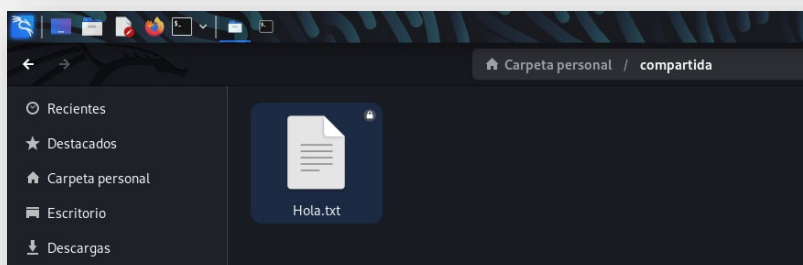 Carpeta personal / compartida
Recientes
Destacados
Carpeta personal
Escritorio
Descargas
Hola.txt